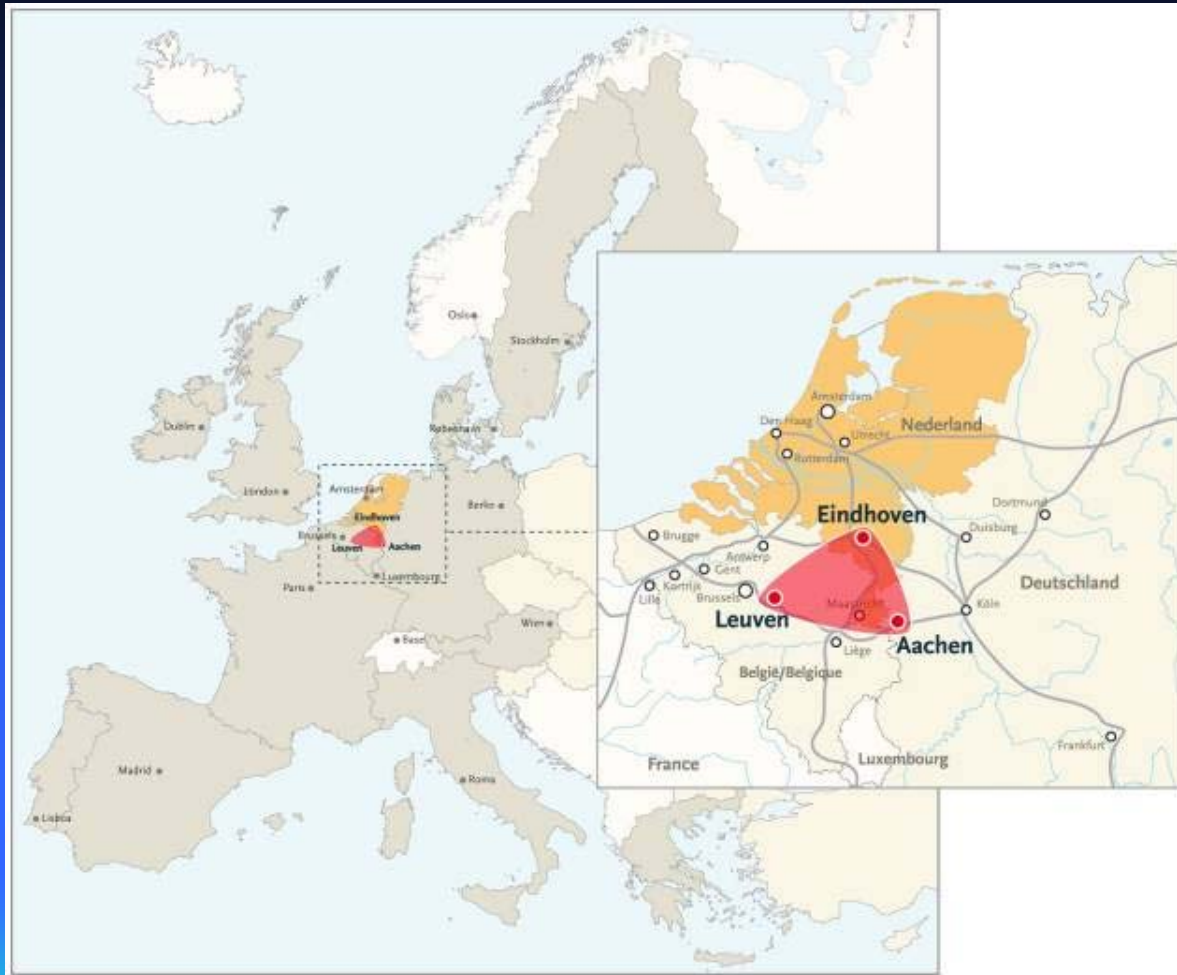 Oslo
Stockholm
København
Dublin
London
Amsterdam
Berlin
Eindhoven
Brussels
Leuven
Aachen
Luxembourg
Paris
Wien
Basel
Madrid
Roma
Lisboa
Amsterdam
Den Haag
Utrecht
Nederland
Rotterdam
Dortmund
Eindhoven
Duisburg
Brugge
Antwerp
Gent
Deutschland
Kortrijk
Lille
Brussels
Maastricht
Köln
Leuven
Aachen
Liège
België/Belgique
Frankfurt
France
Luxembourg